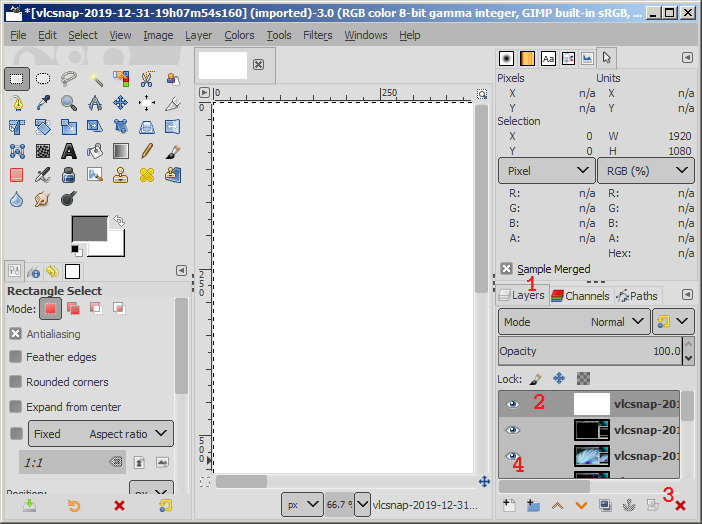 *[vlcsnap-2019-12-31-19h07m54s160] (imported)-3.0 (RGB color 8-bit gamma integer, GIMP built-in sRGB, ...
File Edit Select View Image Layer Colors Tools Filters Windows Help
0 250
0
250
500
Rectangle Select
Mode:
Antialiasing
Feather edges
Rounded corners
Expand from center
Fixed Aspect ratio
1:1
Position: px
px 66.7 % vlcsnap-2019-12-31...
Aa
Pixels Units
X n/a X n/a
Y n/a Y n/a
Selection
X 0 W 1920
Y 0 H 1080
Pixel RGB (%)
R: n/a R: n/a
G: n/a G: n/a
B: n/a B: n/a
A: n/a A: n/a
Hex: n/a
Sample Merged
1
Layers Channels Paths
Mode Normal
Opacity 100.0
Lock:
2 vlcsnap-201
vlcsnap-201
4 vlcsnap-201
3